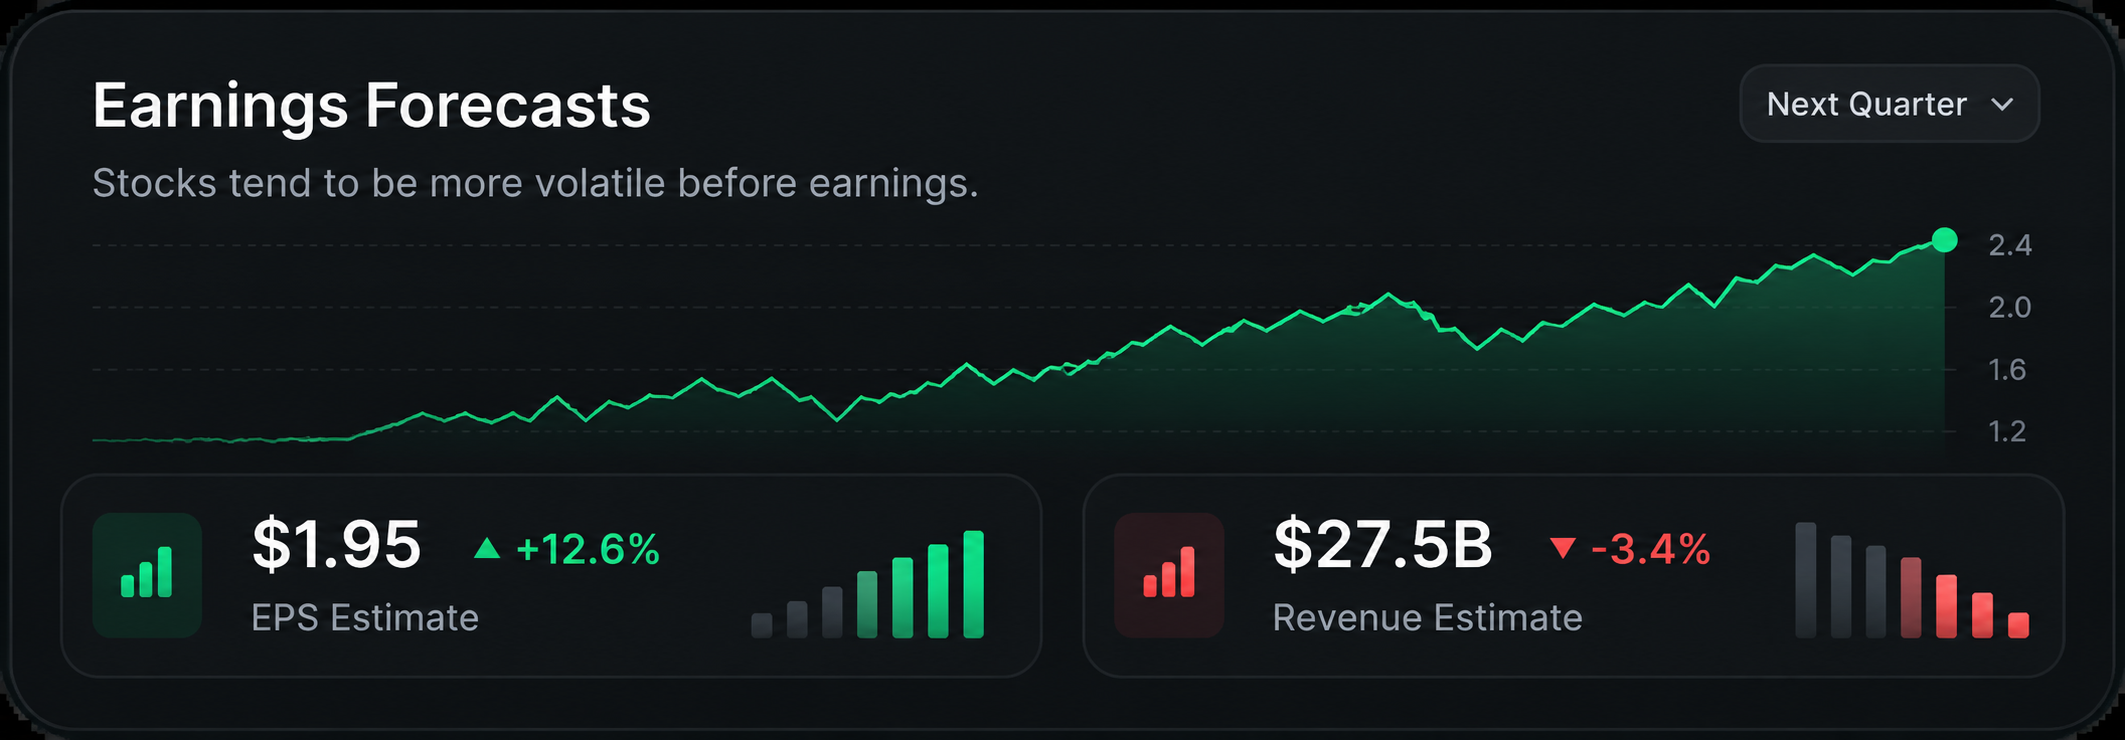 Earnings Forecasts
Next Quarter
Stocks tend to be more volatile before earnings.
2.4
2.0
1.6
1.2
$1.95 ▲ +12.6%
EPS Estimate
$27.5B ▼ -3.4%
Revenue Estimate